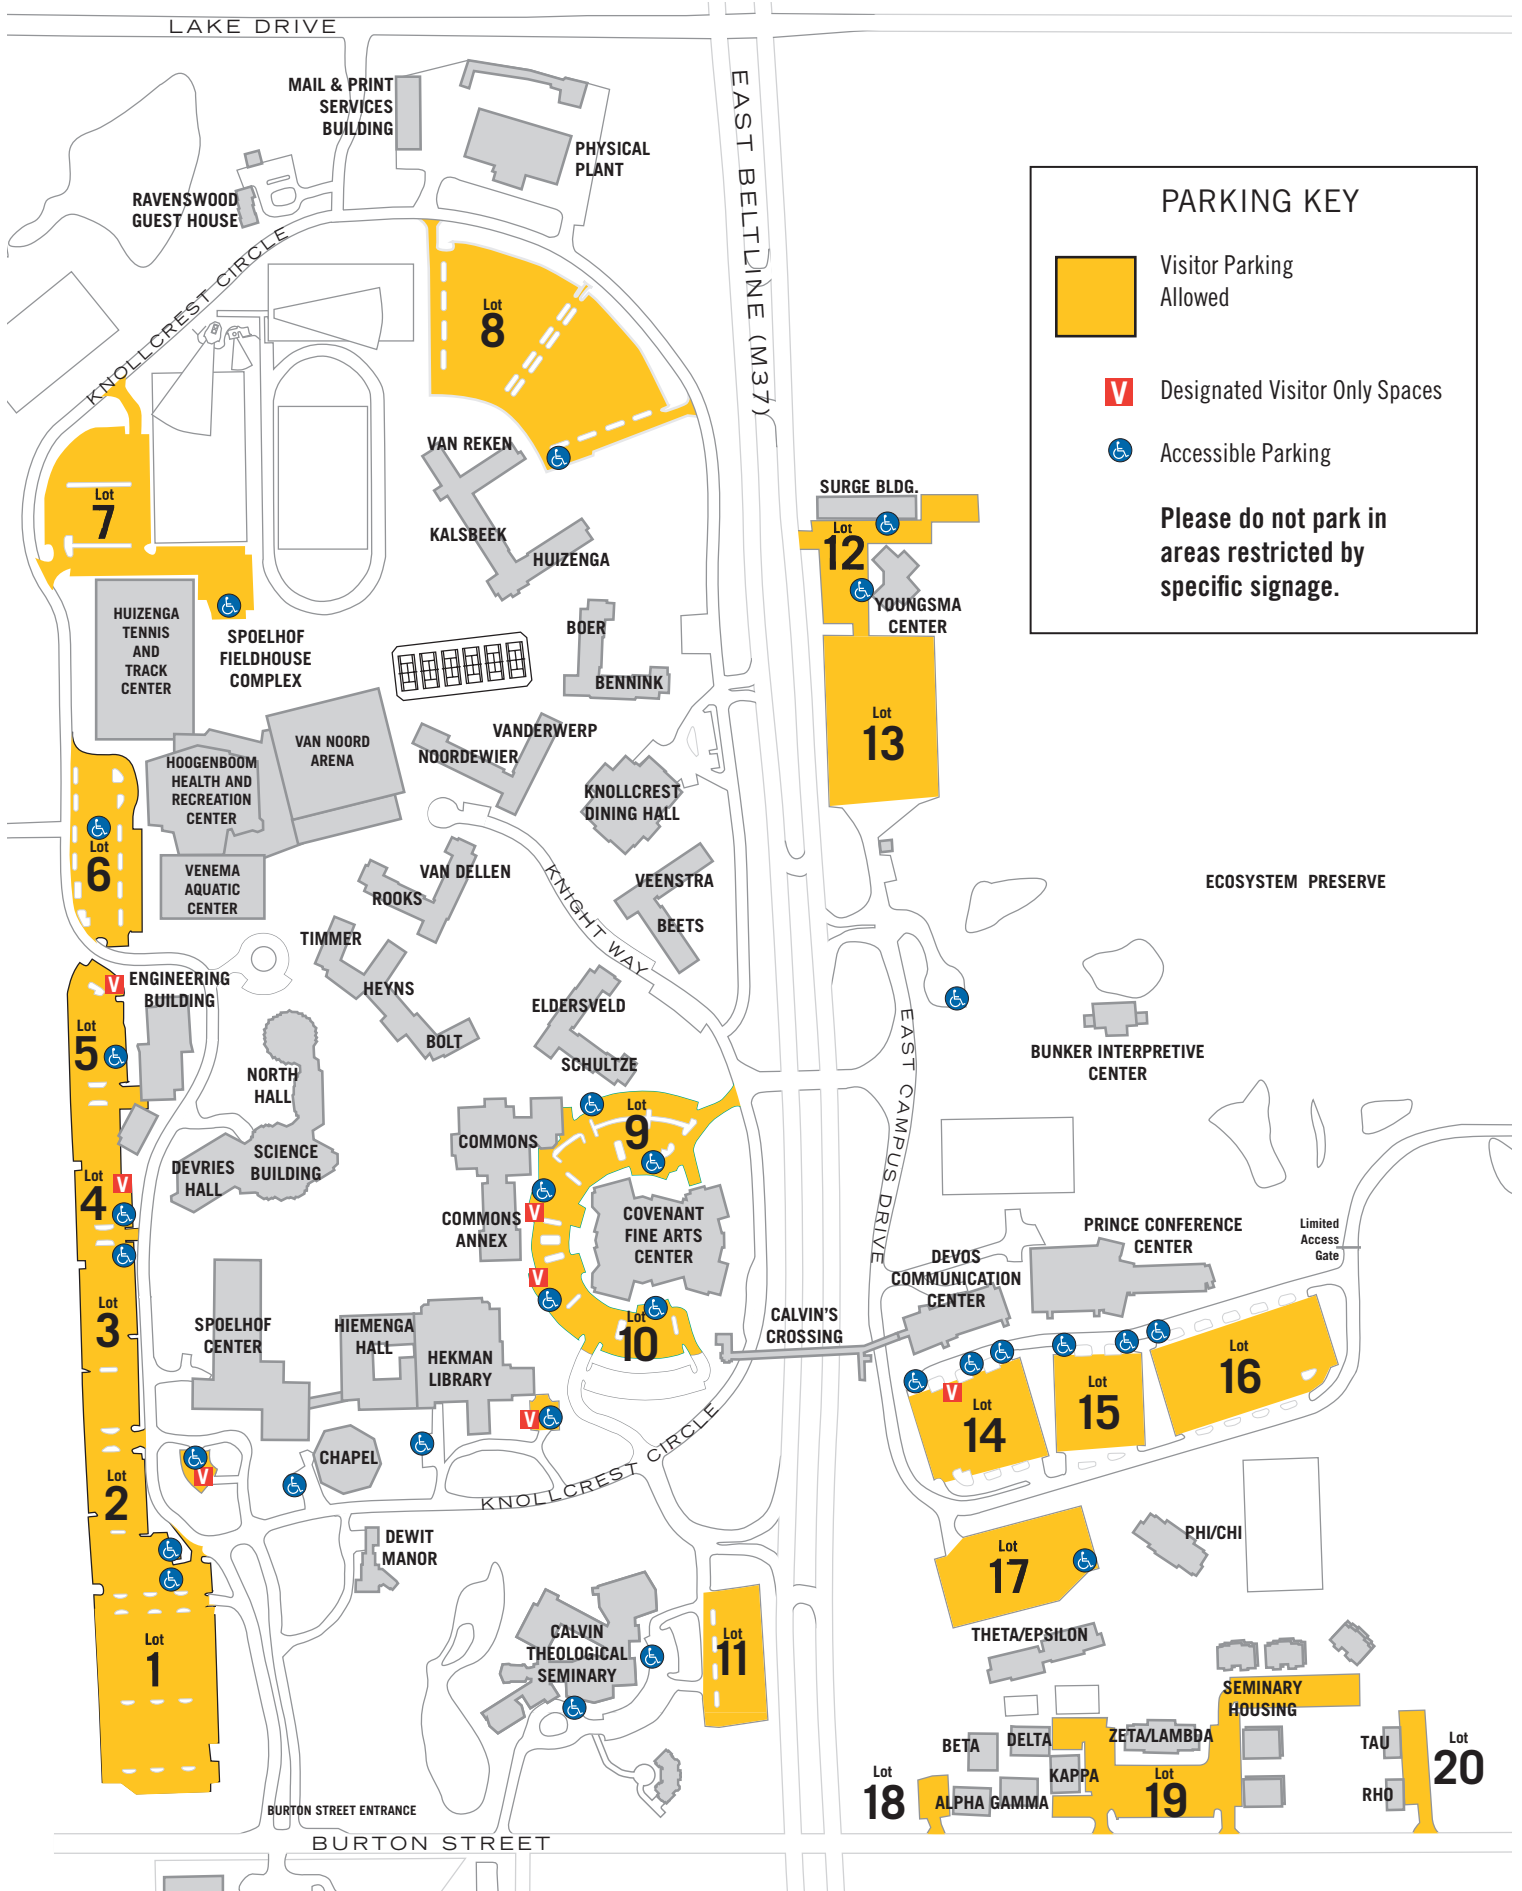 LAKE DRIVE
MAIL & PRINT
SERVICES
BUILDING
PHYSICAL
PLANT
RAVENSWOOD
GUEST HOUSE
KNOLLCREST CIRCLE
EAST BELTLINE (M37)
PARKING KEY
Visitor Parking
Allowed
V
Designated Visitor Only Spaces
Accessible Parking
Please do not park in
areas restricted by
specific signage.
Lot
8
VAN REKEN
KALSBEEK
HUIZENGA
Lot
7
SURGE BLDG.
Lot
12
YOUNGSMA
CENTER
HUIZENGA
TENNIS
AND
TRACK
CENTER
SPOELHOF
FIELDHOUSE
COMPLEX
BOER
BENNINK
Lot
13
VAN NOORD
ARENA
VANDERWERP
NOORDEWIER
HOOGENBOOM
HEALTH AND
RECREATION
CENTER
KNOLLCREST
DINING HALL
Lot
6
VENEMA
AQUATIC
CENTER
VAN DELLEN
ROOKS
KNIGHT WAY
VEENSTRA
BEETS
ECOSYSTEM PRESERVE
TIMMER
HEYNS
BOLT
V
ENGINEERING
BUILDING
ELDERSVELD
SCHULTZE
Lot
5
NORTH
HALL
EAST CAMPUS DRIVE
BUNKER INTERPRETIVE
CENTER
Lot
9
COMMONS
SCIENCE
BUILDING
DEVRIES
HALL
Lot
4
V
COMMONS
ANNEX
V
COVENANT
FINE ARTS
CENTER
V
PRINCE CONFERENCE
CENTER
Limited
Access
Gate
DEVOS
COMMUNICATION
CENTER
Lot
3
SPOELHOF
CENTER
HIEMENGA
HALL
HEKMAN
LIBRARY
Lot
10
CALVIN'S
CROSSING
Lot
16
Lot
15
V
Lot
14
V
CHAPEL
V
KNOLLCREST CIRCLE
Lot
2
DEWIT
MANOR
PHI/CHI
Lot
17
THETA/EPSILON
CALVIN
THEOLOGICAL
SEMINARY
Lot
11
Lot
1
SEMINARY
HOUSING
BETA
DELTA
ZETA/LAMBDA
KAPPA
ALPHA
GAMMA
Lot
18
Lot
19
TAU
RHO
Lot
20
BURTON STREET ENTRANCE
BURTON STREET